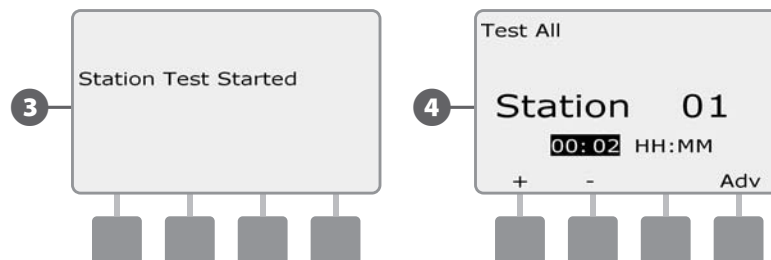 3
Station Test Started
4
Test All
Station 01
00:02 HH:MM
+ - Adv